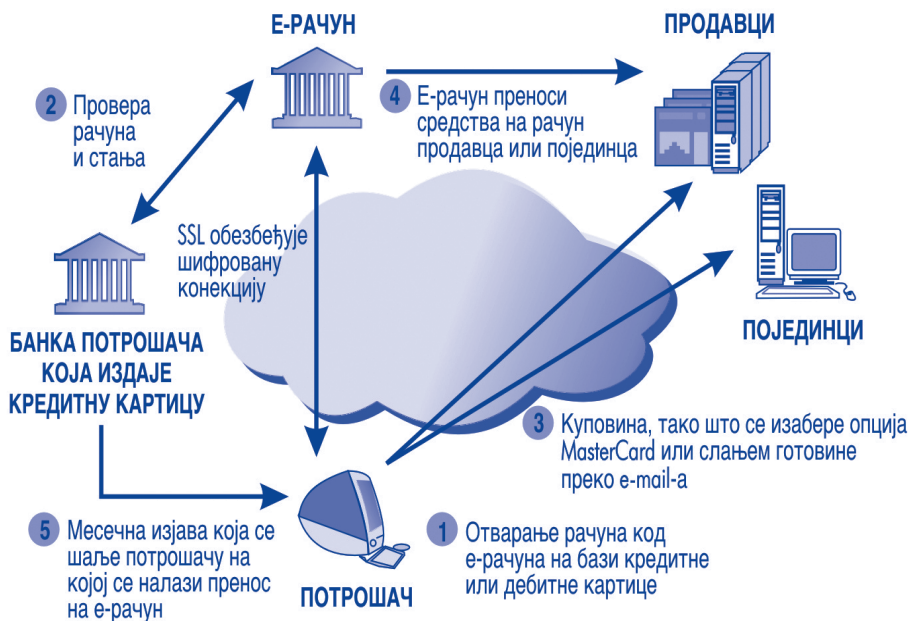 Е-РАЧУН
ПРОДАВЦИ
2 Провера
рачуна
и стања
4 Е-рачун преноси
средства на рачун
продавца или појединца
SSL обезбеђује
шифровану
конекцију
БАНКА ПОТРОШАЧА
КОЈА ИЗДАЈЕ
КРЕДИТНУ КАРТИЦУ
ПОЈЕДИНЦИ
3 Куповина, тако што се изабере опција
MasterCard или слањем готовине
преко e-mail-а
5 Месечна изјава која се
шаље потрошачу на
којој се налази пренос
на е-рачун
ПОТРОШАЧ
1 Отварање рачуна код
е-рачуна на бази кредитне
или дебитне картице